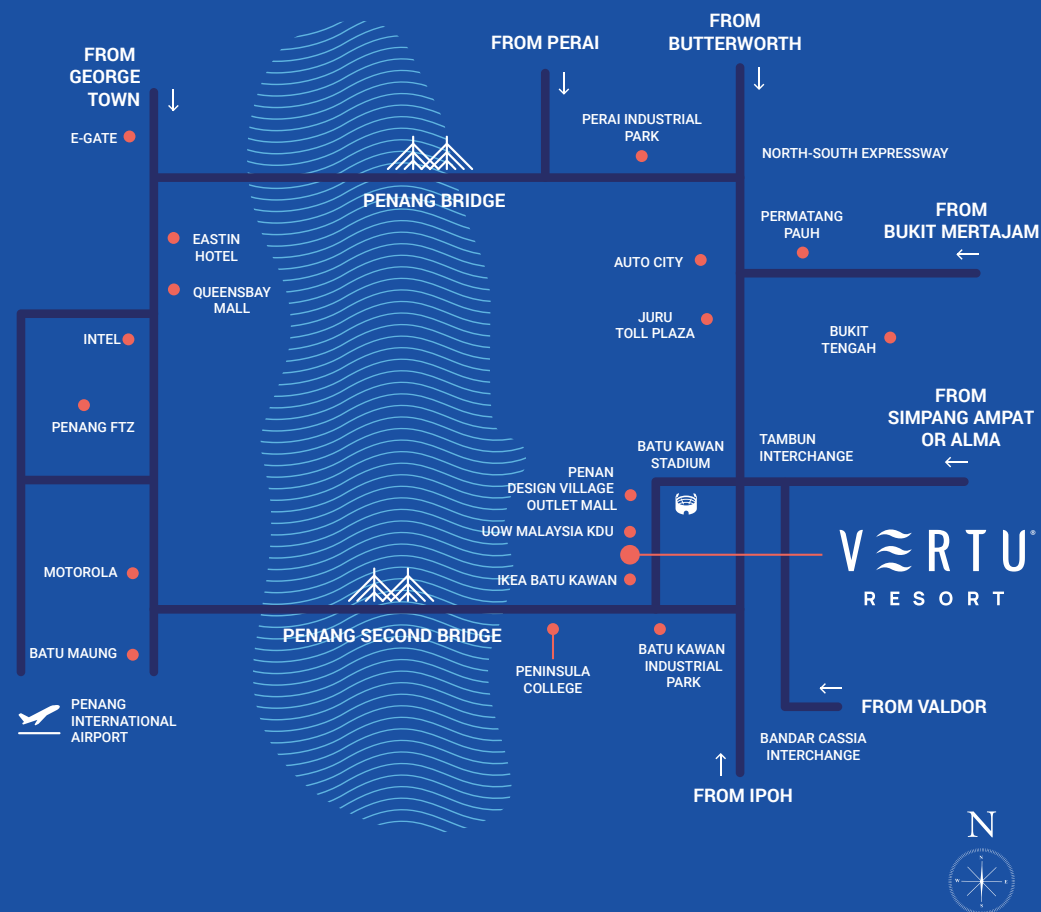 FROM
GEORGE
TOWN
E-GATE
FROM PERAI
FROM
BUTTERWORTH
PERAI INDUSTRIAL
PARK
NORTH-SOUTH EXPRESSWAY
PENANG BRIDGE
PERMATANG
PAUH
FROM
BUKIT MERTAJAM
EASTIN
HOTEL
QUEENSBAY
MALL
AUTO CITY
JURU
TOLL PLAZA
BUKIT
TENGAH
INTEL
PENANG FTZ
FROM
SIMPANG AMPAT
OR ALMA
BATU KAWAN
STADIUM
TAMBUN
INTERCHANGE
PENAN
DESIGN VILLAGE
OUTLET MALL
UOW MALAYSIA KDU
IKEA BATU KAWAN
VERTU®
RESORT
MOTOROLA
BATU MAUNG
PENANG SECOND BRIDGE
PENINSULA
COLLEGE
BATU KAWAN
INDUSTRIAL
PARK
PENANG
INTERNATIONAL
AIRPORT
FROM VALDOR
BANDAR CASSIA
INTERCHANGE
FROM IPOH
N
N
W
E
S